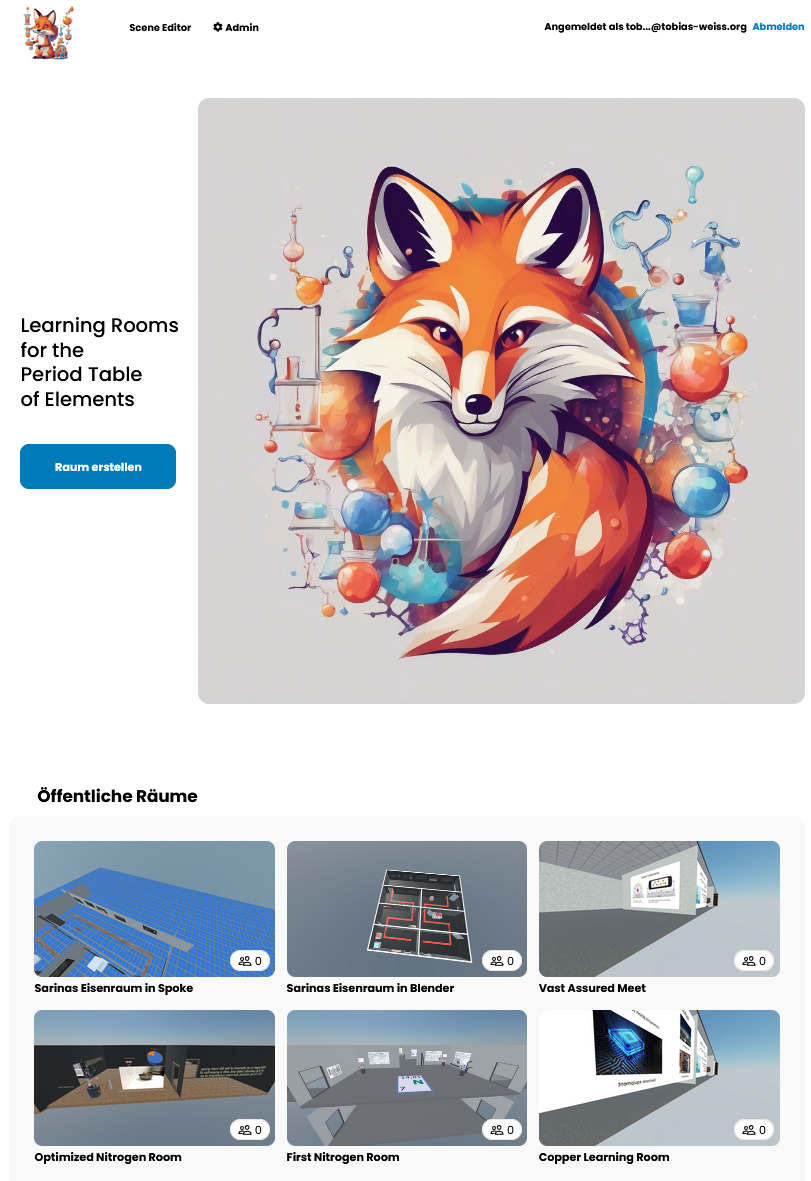 Scene Editor
Admin
Angemeldet als tob...@tobias-weiss.org Abmelden
Learning Rooms
for the
Period Table
of Elements
Raum erstellen
Öffentliche Räume
0
0
0
Sarinas Eisenraum in Spoke
Sarinas Eisenraum in Blender
Vast Assured Meet
N
7
0
0
0
Optimized Nitrogen Room
First Nitrogen Room
Copper Learning Room